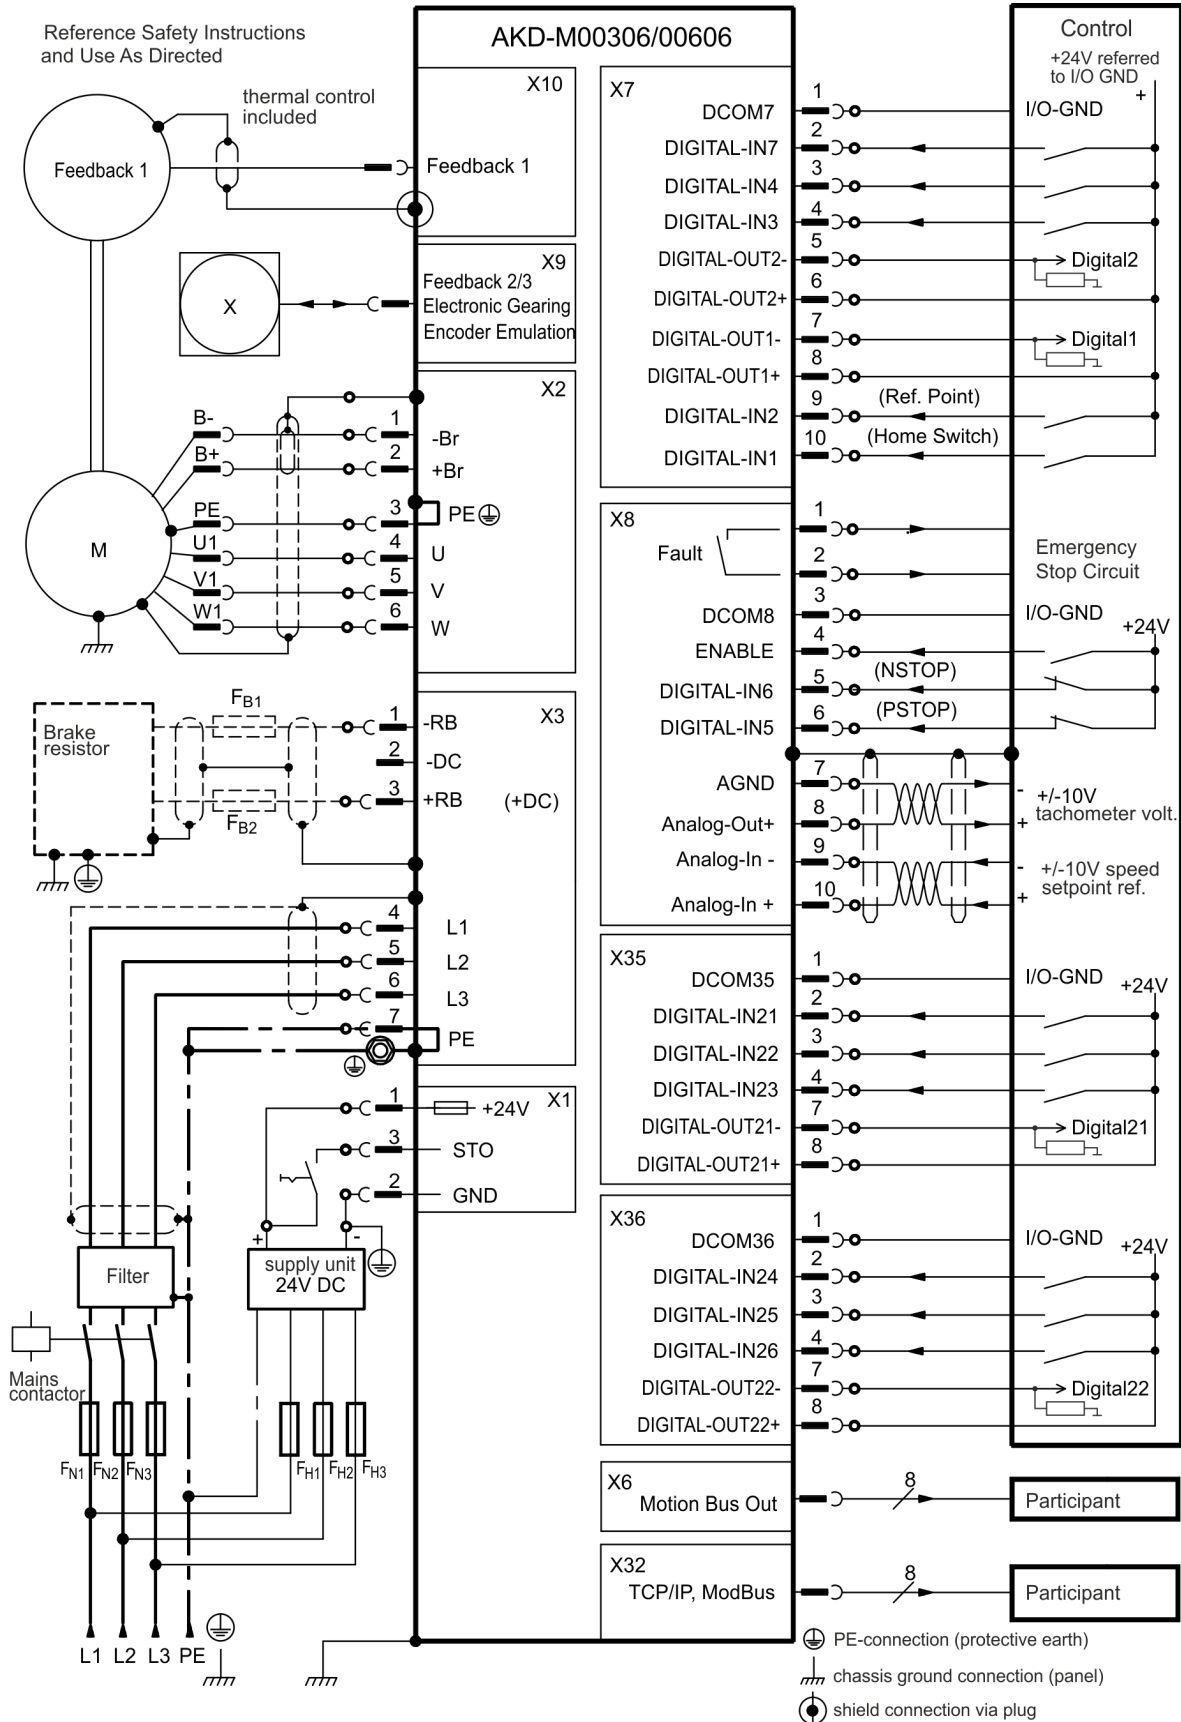 Reference Safety Instructions
and Use As Directed
AKD-M00306/00606
Control
+24V referred
to I/O GND
+
thermal control
included
Feedback 1
X10
Feedback 1
X
X9
Feedback 2/3
Electronic Gearing
Encoder Emulation
X2
B-
1
-Br
B+
2
+Br
PE
3
PE
U1
4
U
V1
5
V
W1
6
W
M
X3
Brake
resistor
FB1
1
-RB
2
-DC
FB2
3
+RB
(+DC)
4
L1
5
L2
6
L3
7
PE
X1
1
+24V
3
STO
2
GND
+
-
supply unit
24V DC
Filter
Mains
contactor
FN1
FN2
FN3
FH1
FH2
FH3
L1
L2
L3
PE
X7
DCOM7
1
I/O-GND
DIGITAL-IN7
2
DIGITAL-IN4
3
DIGITAL-IN3
4
DIGITAL-OUT2-
5
Digital2
DIGITAL-OUT2+
6
DIGITAL-OUT1-
7
Digital1
DIGITAL-OUT1+
8
DIGITAL-IN2
9
(Ref. Point)
DIGITAL-IN1
10
(Home Switch)
X8
Fault
1
2
Emergency
Stop Circuit
DCOM8
3
I/O-GND
+24V
ENABLE
4
DIGITAL-IN6
5
(NSTOP)
DIGITAL-IN5
6
(PSTOP)
AGND
7
-
Analog-Out+
8
+
+/-10V
tachometer volt.
Analog-In -
9
-
Analog-In +
10
+
+/-10V speed
setpoint ref.
X35
DCOM35
1
I/O-GND
+24V
DIGITAL-IN21
2
DIGITAL-IN22
3
DIGITAL-IN23
4
DIGITAL-OUT21-
7
Digital21
DIGITAL-OUT21+
8
X36
DCOM36
1
I/O-GND
+24V
DIGITAL-IN24
2
DIGITAL-IN25
3
DIGITAL-IN26
4
DIGITAL-OUT22-
7
Digital22
DIGITAL-OUT22+
8
X6
Motion Bus Out
8
Participant
X32
TCP/IP, ModBus
8
Participant
PE-connection (protective earth)
chassis ground connection (panel)
shield connection via plug